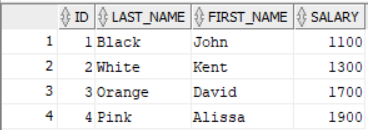 ID LAST_NAME FIRST_NAME SALARY
1 1 Black John 1100
2 2 White Kent 1300
3 3 Orange David 1700
4 4 Pink Alissa 1900